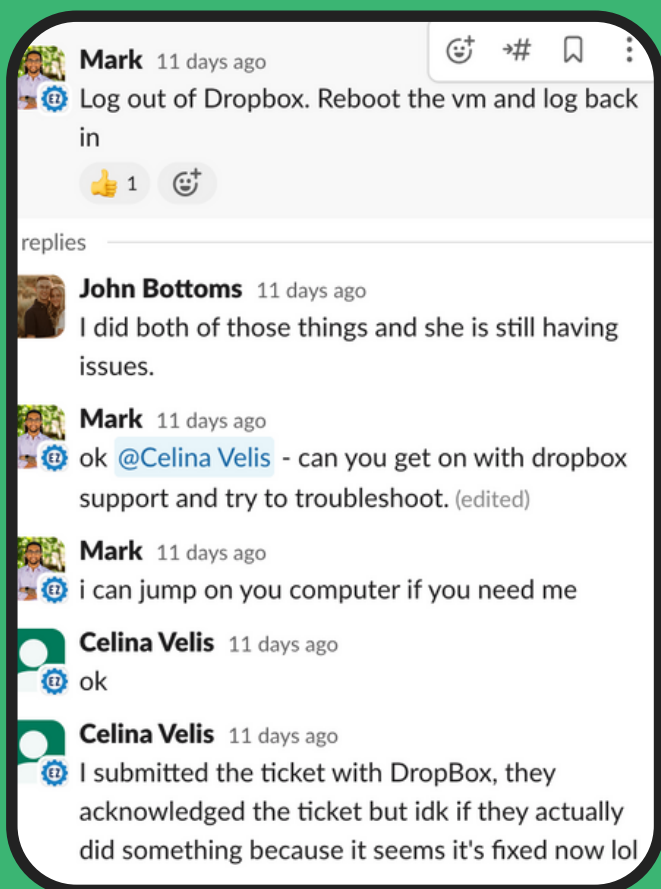 Mark 11 days ago
Log out of Dropbox. Reboot the vm and log back
in
👍 1
replies
John Bottoms 11 days ago
I did both of those things and she is still having
issues.
Mark 11 days ago
EZ
ok @Celina Velis - can you get on with dropbox
support and try to troubleshoot. (edited)
Mark 11 days ago
EZ
i can jump on you computer if you need me
Celina Velis 11 days ago
EZ
ok
Celina Velis 11 days ago
EZ
I submitted the ticket with DropBox, they
acknowledged the ticket but idk if they actually
did something because it seems it's fixed now lol